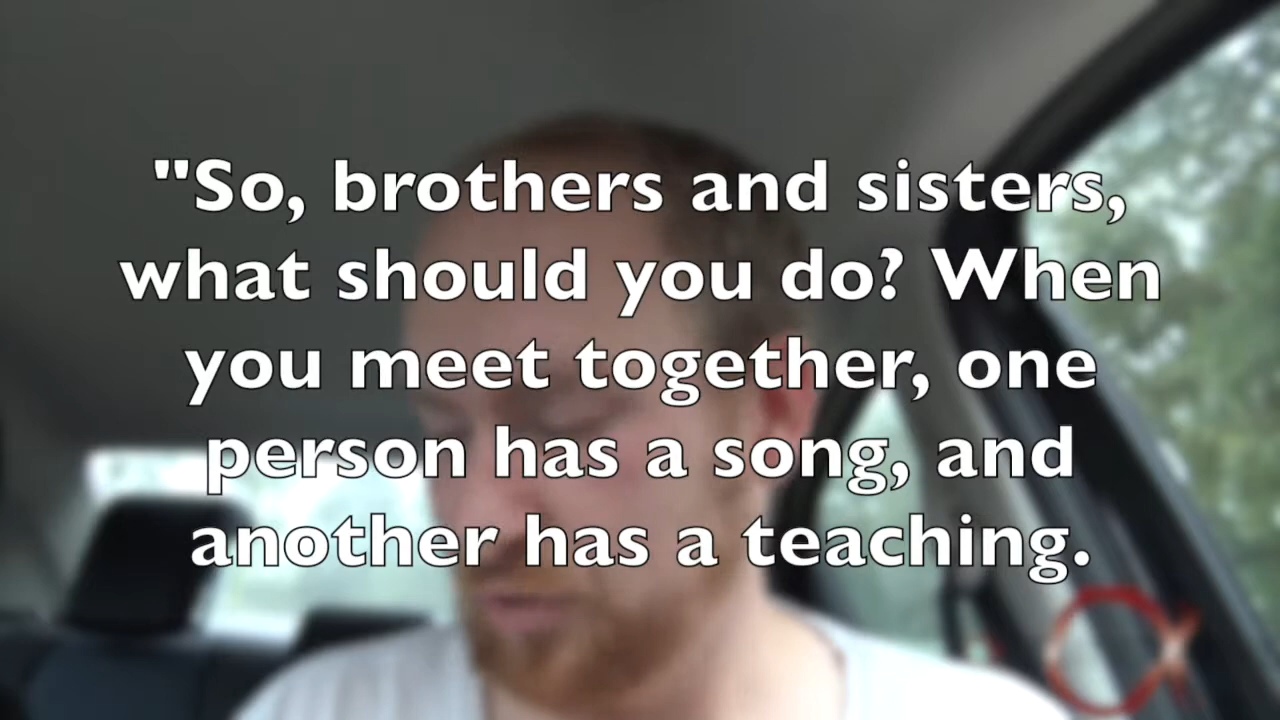 "So, brothers and sisters,
what should you do? When
you meet together, one
person has a song, and
another has a teaching.